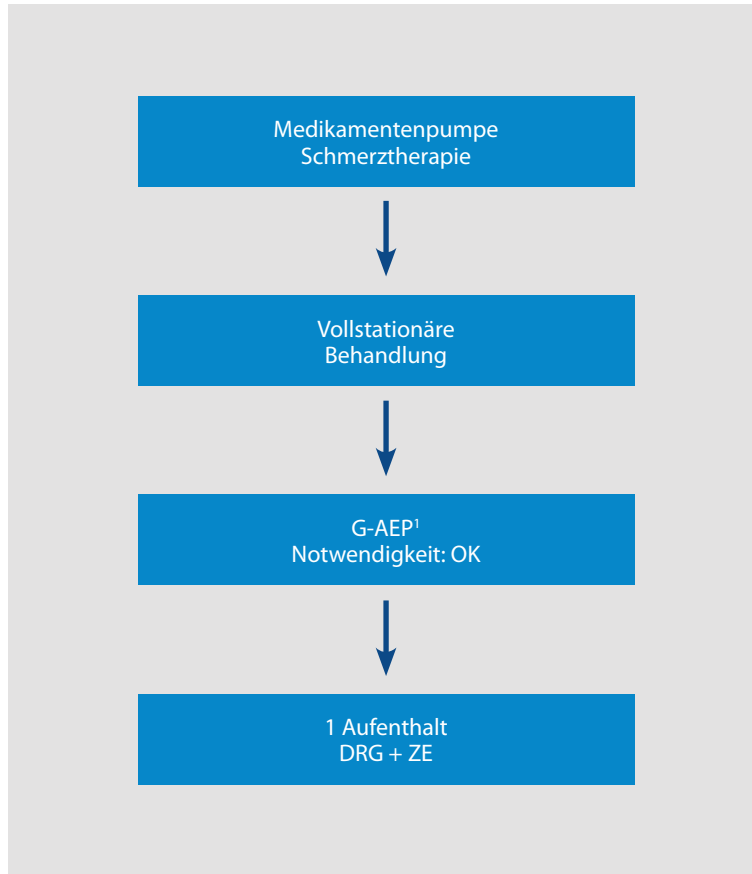 Medikamentenpumpe
Schmerztherapie
Vollstationäre
Behandlung
G-AEP¹
Notwendigkeit: OK
1 Aufenthalt
DRG + ZE